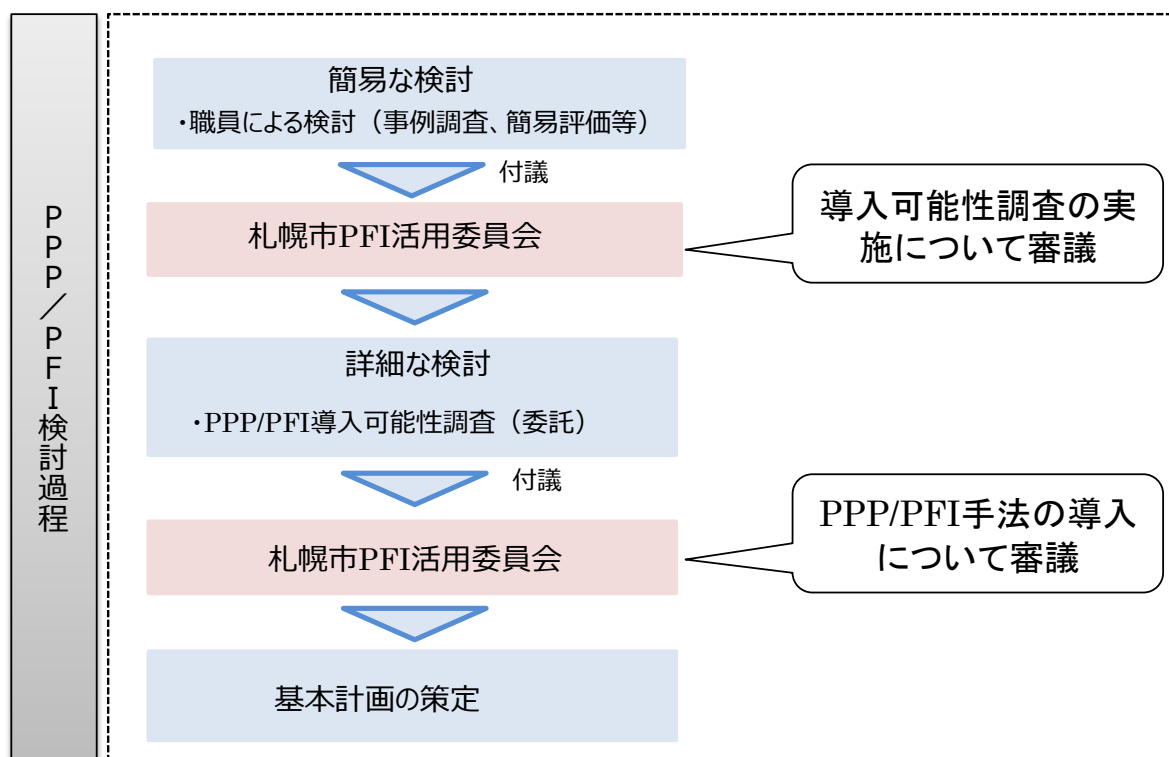 PPP/PFI検討過程
簡易な検討
・職員による検討（事例調査、簡易評価等）
付議
札幌市PFI活用委員会
導入可能性調査の実
施について審議
詳細な検討
・PPP/PFI導入可能性調査（委託）
付議
札幌市PFI活用委員会
PPP/PFI手法の導入
について審議
基本計画の策定